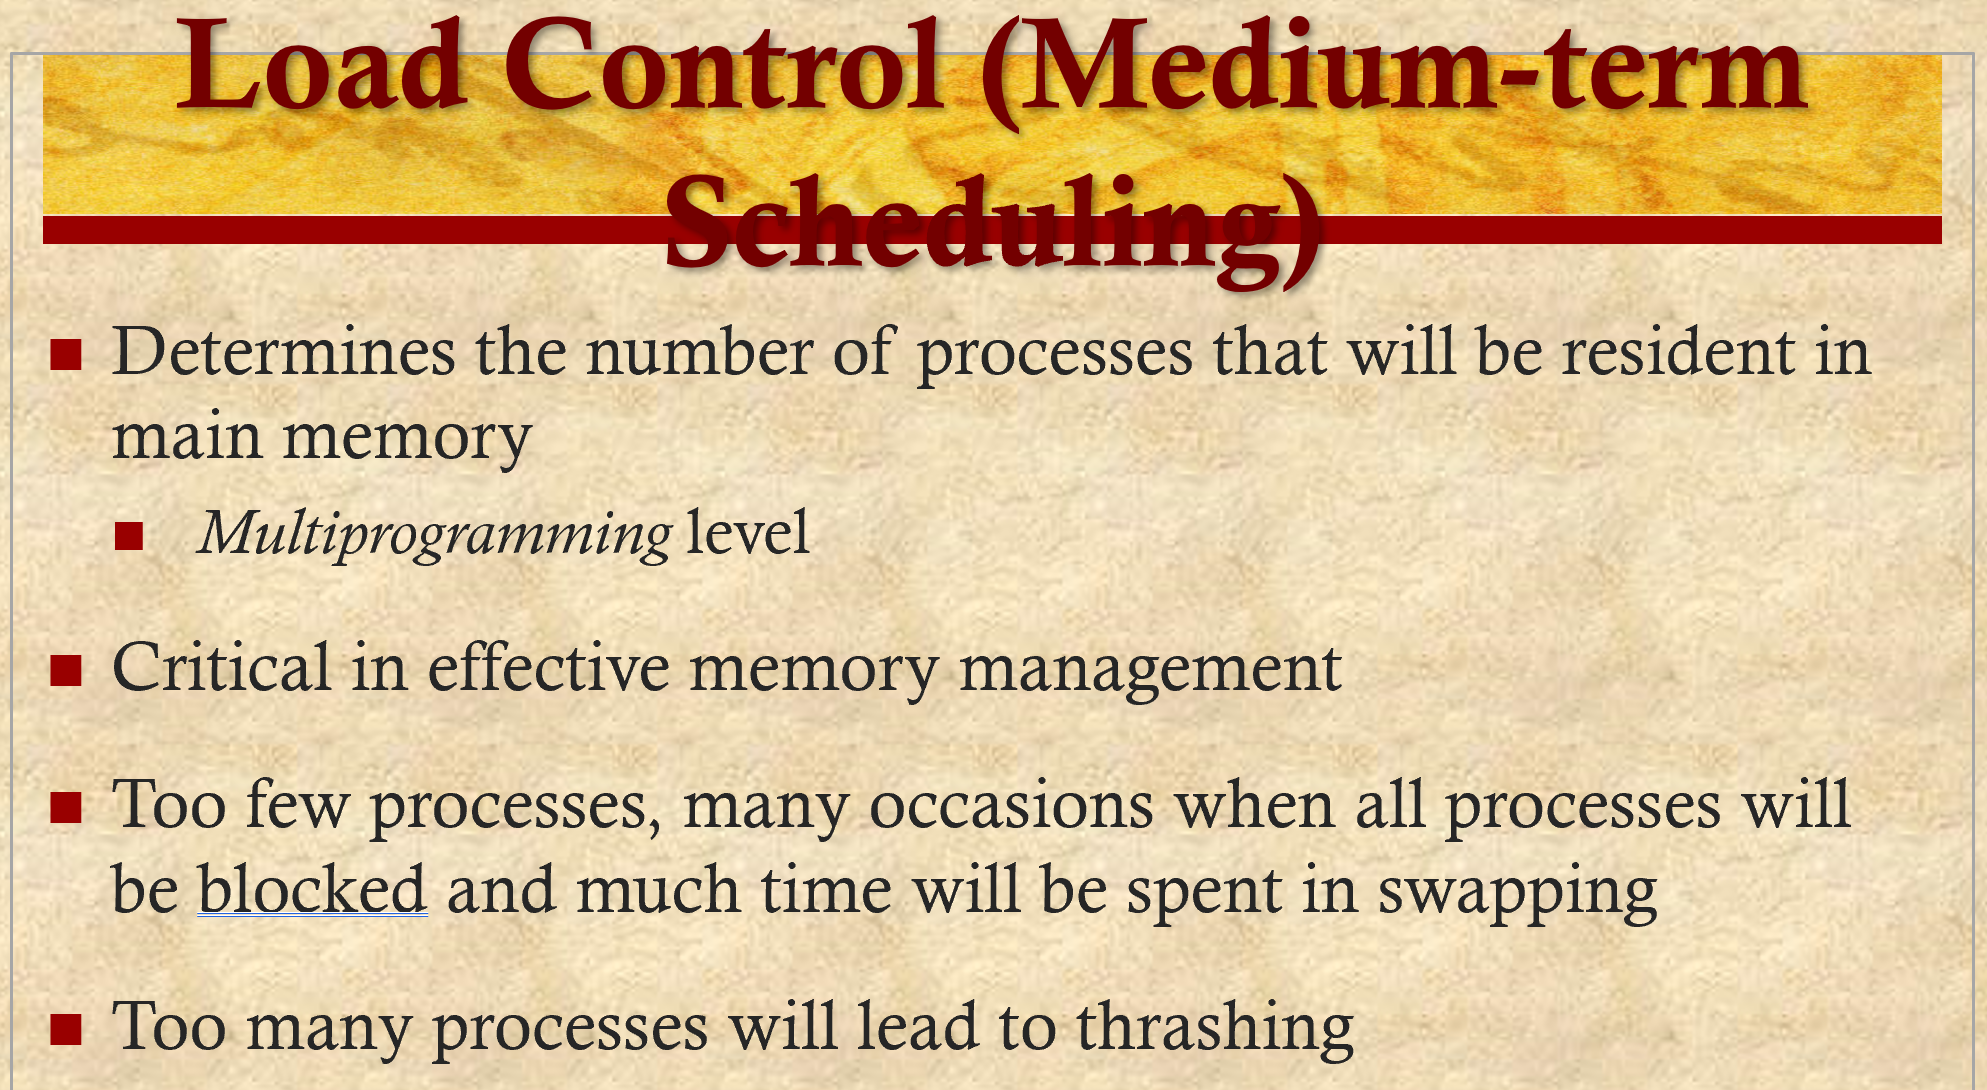 Load Control (Medium-term
Scheduling)
Determines the number of processes that will be resident in
main memory
Multiprogramming level
Critical in effective memory management
Too few processes, many occasions when all processes will
be blocked and much time will be spent in swapping
Too many processes will lead to thrashing